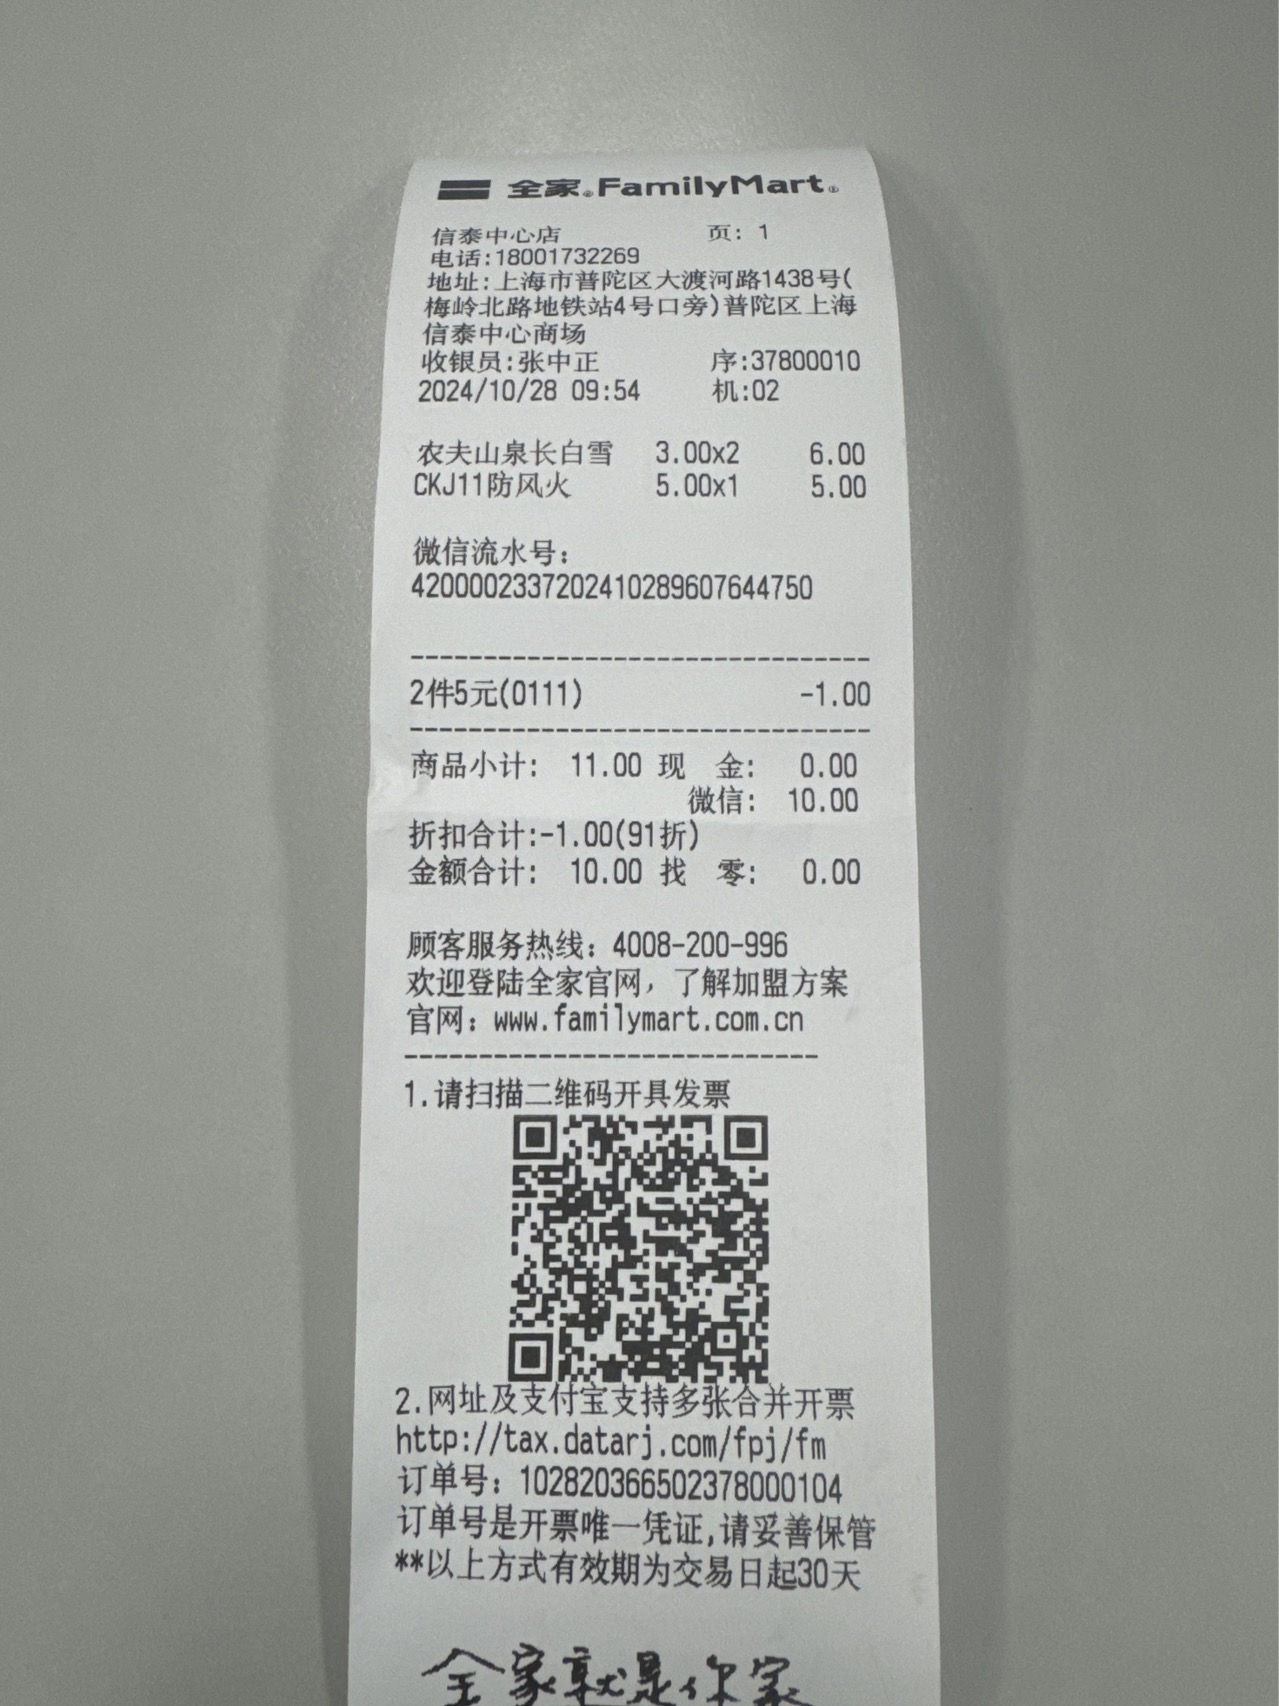 全家®FamilyMart®
信泰中心店 页: 1
电话:18001732269
地址:上海市普陀区大渡河路1438号(
梅岭北路地铁站4号口旁)普陀区上海
信泰中心商场
收银员:张中正 序:37800010
2024/10/28 09:54 机:02
农夫山泉长白雪 3.00x2 6.00
CKJ11防风火 5.00x1 5.00
微信流水号:
4200002337202410289607644750
2件5元(0111) -1.00
商品小计: 11.00 现 金: 0.00
微信: 10.00
折扣合计:-1.00(91折)
金额合计: 10.00 找 零: 0.00
顾客服务热线: 4008-200-996
欢迎登陆全家官网, 了解加盟方案
官网: www.familymart.com.cn
1.请扫描二维码开具发票
2.网址及支付宝支持多张合并开票
http://tax.datarj.com/fpj/fm
订单号: 102820366502378000104
订单号是开票唯一凭证,请妥善保管
**以上方式有效期为交易日起30天
全家就是你家